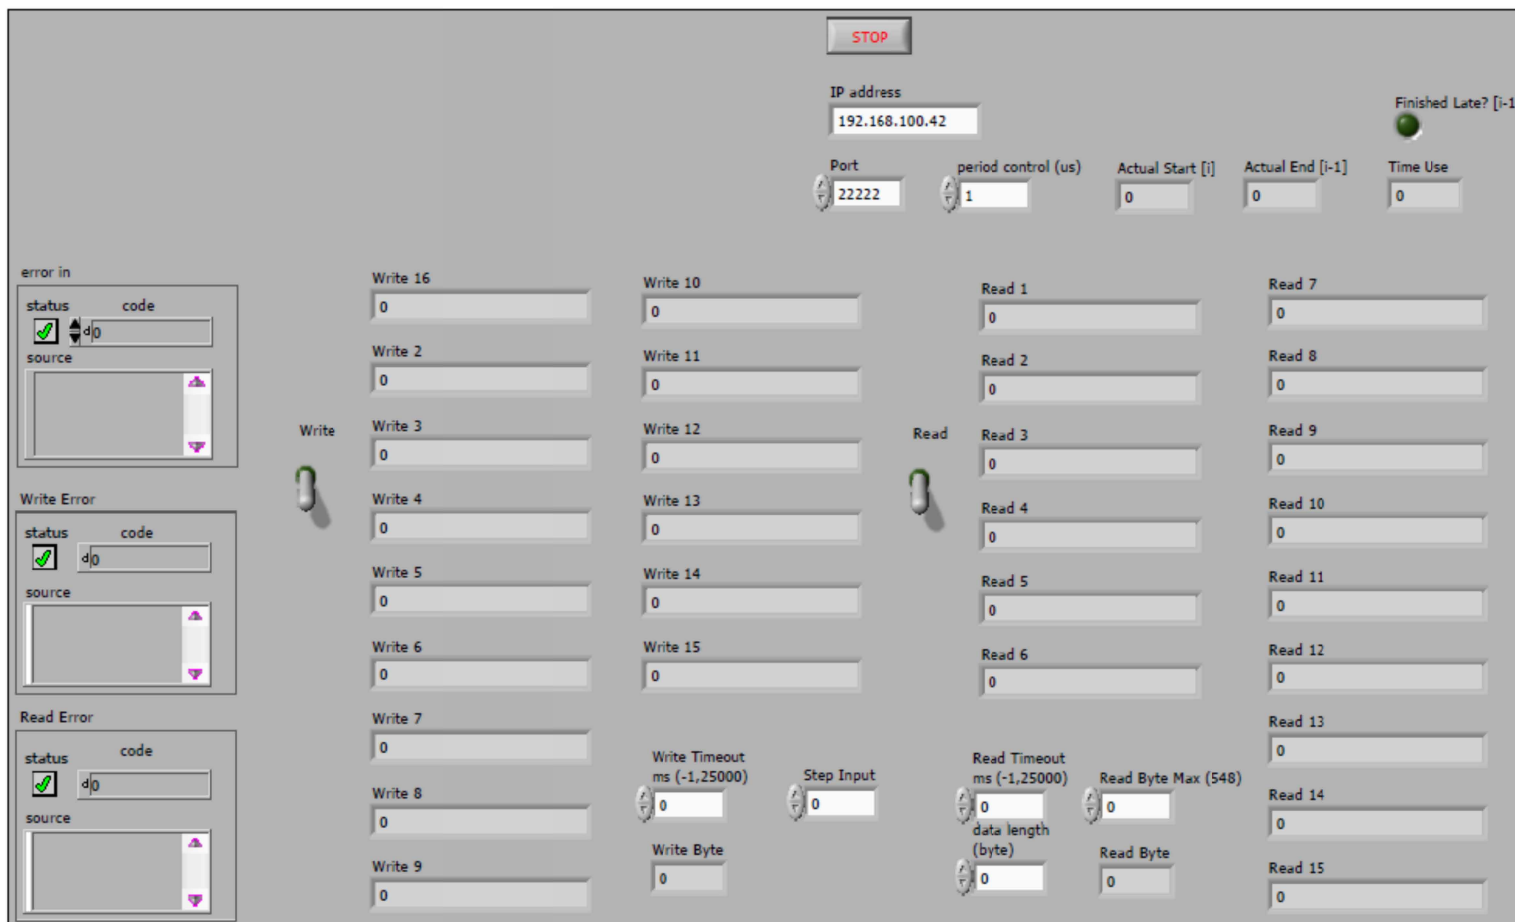 STOP
IP address
192.168.100.42
Finished Late? [i-1
Port
22222
period control (us)
1
Actual Start [i]
0
Actual End [i-1]
0
Time Use
0
error in
status
code
d 0
source
Write Error
status
code
d 0
source
Read Error
status
code
d 0
source
Write
Write 16
0
Write 2
0
Write 3
0
Write 4
0
Write 5
0
Write 6
0
Write 7
0
Write 8
0
Write 9
0
Write 10
0
Write 11
0
Write 12
0
Write 13
0
Write 14
0
Write 15
0
Write Timeout
ms (-1,25000)
0
Step Input
0
Write Byte
0
Read
Read 1
0
Read 2
0
Read 3
0
Read 4
0
Read 5
0
Read 6
0
Read Timeout
ms (-1,25000)
0
Read Byte Max (548)
0
data length
(byte)
0
Read Byte
0
Read 7
0
Read 8
0
Read 9
0
Read 10
0
Read 11
0
Read 12
0
Read 13
0
Read 14
0
Read 15
0